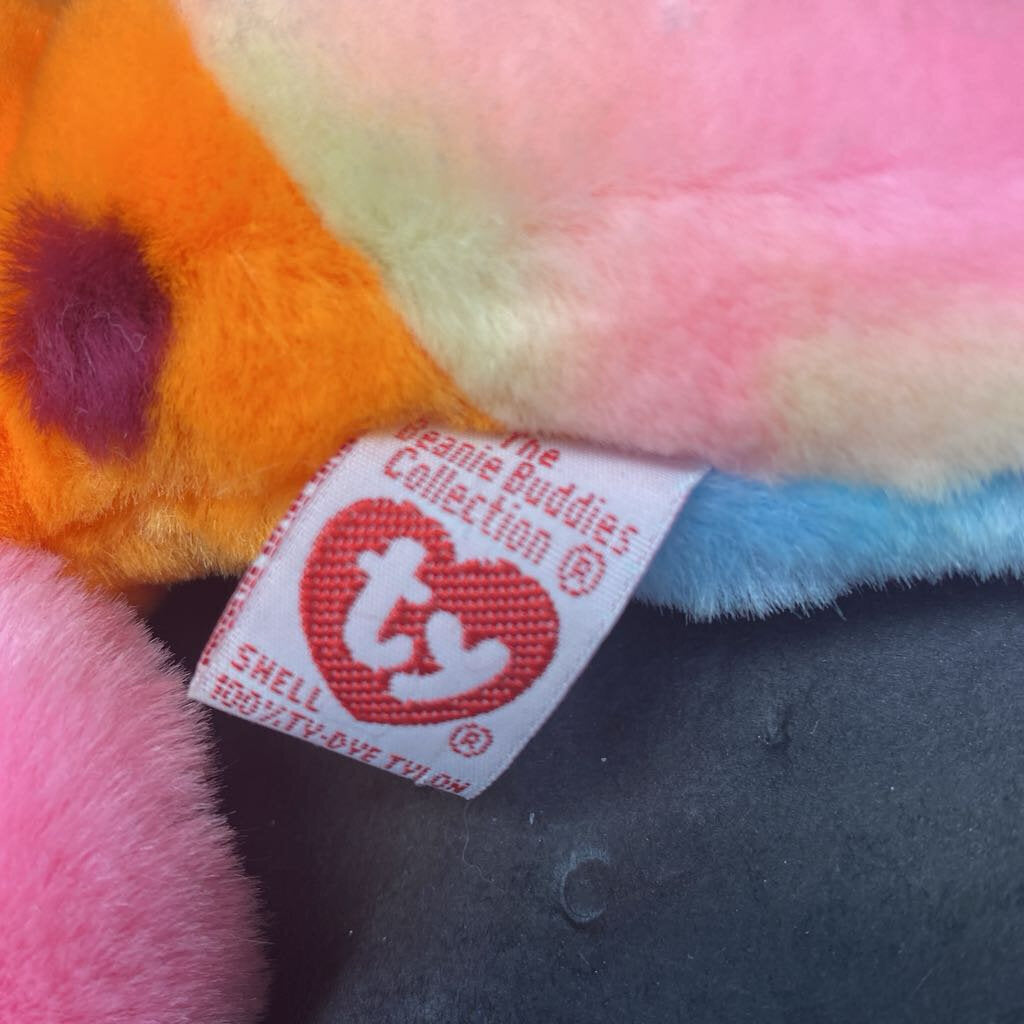 The
Beanie Buddies
Collection ®
ty
®
SHELL
100% TY-DYE TYLON